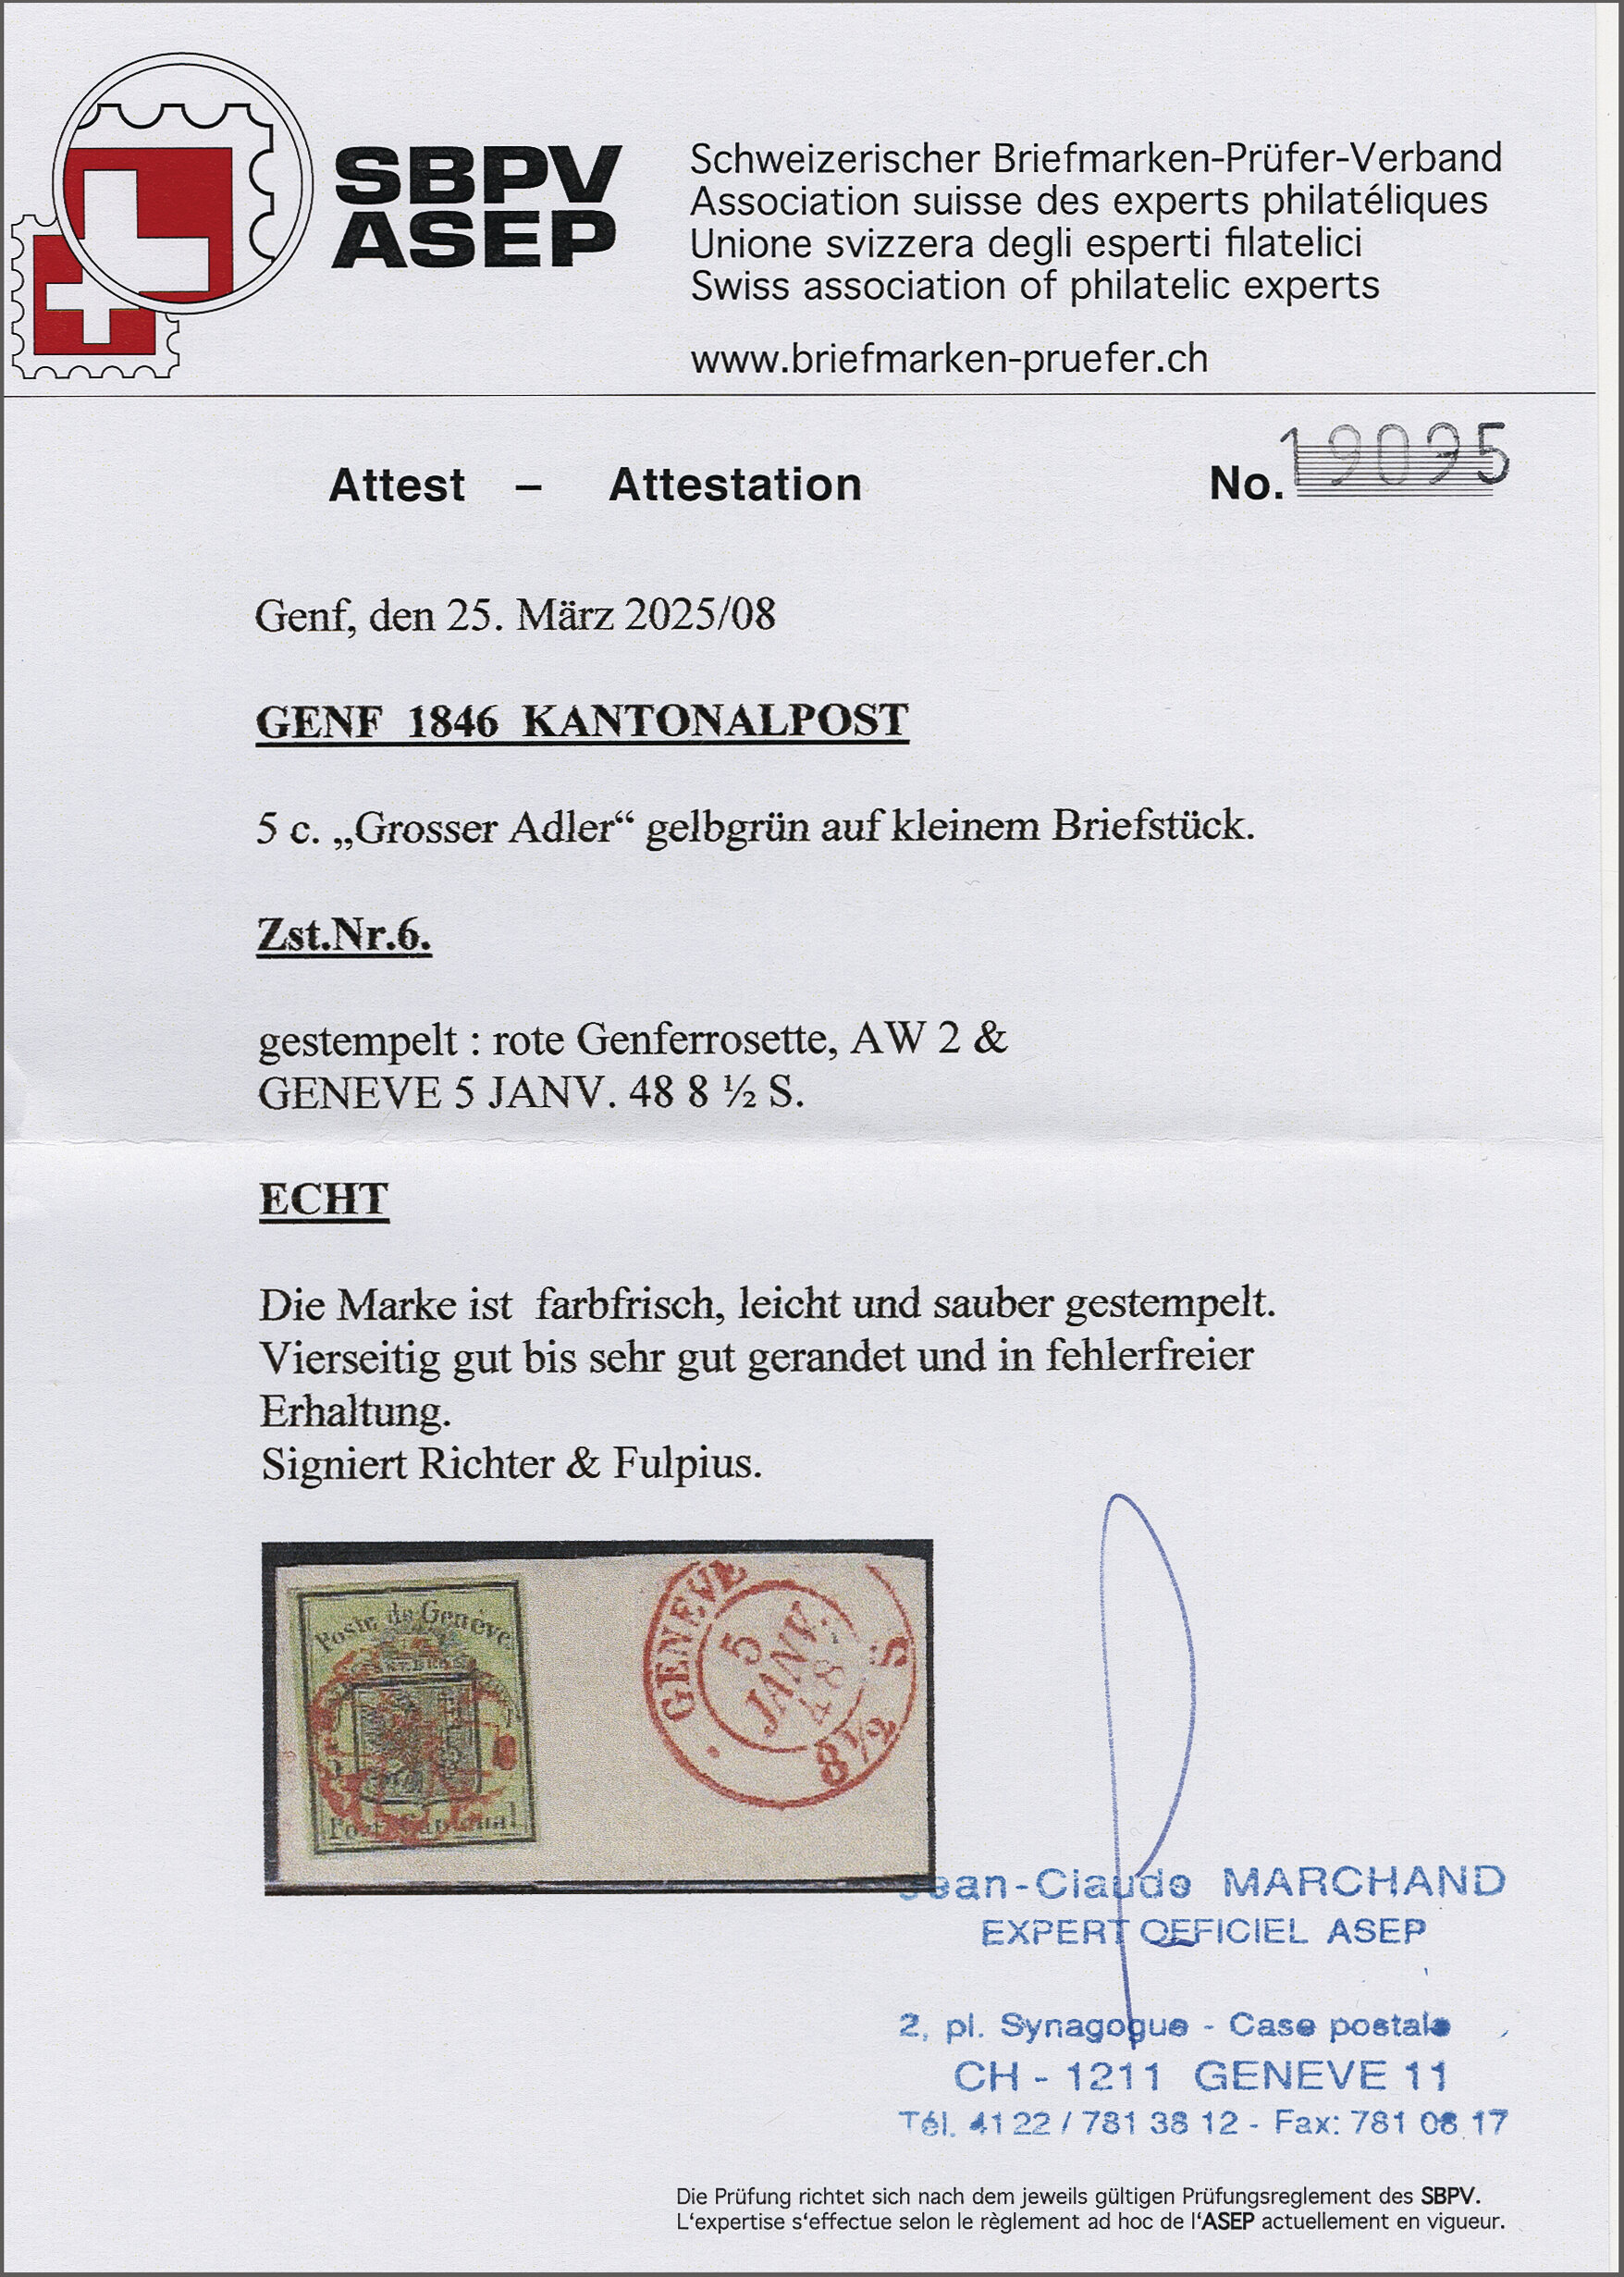 SBPV
ASEP
Schweizerischer Briefmarken-Prüfer-Verband
Association suisse des experts philatéliques
Unione svizzera degli esperti filatelici
Swiss association of philatelic experts
www.briefmarken-pruefer.ch
Attest – Attestation No. 19095
Genf, den 25. März 2025/08
GENF 1846 KANTONALPOST
5 c. „Grosser Adler“ gelbgrün auf kleinem Briefstück.
Zst.Nr.6.
gestempelt : rote Genferrosette, AW 2 &
GENEVE 5 JANV. 48 8 ½ S.
ECHT
Die Marke ist farbfrisch, leicht und sauber gestempelt.
Vierseitig gut bis sehr gut gerandet und in fehlerfreier
Erhaltung.
Signiert Richter & Fulpius.
Poste de Genève
Port Cantonal
GENEVE
5
JANV.
48
8½ S
Jean-Claude MARCHAND
EXPERT OFFICIEL ASEP
2, pl. Synagogue - Case postale
CH - 1211 GENEVE 11
Tél. 41 22 / 781 38 12 - Fax: 781 08 17
Die Prüfung richtet sich nach dem jeweils gültigen Prüfungsreglement des SBPV.
L‘expertise s‘effectue selon le règlement ad hoc de l‘ASEP actuellement en vigueur.